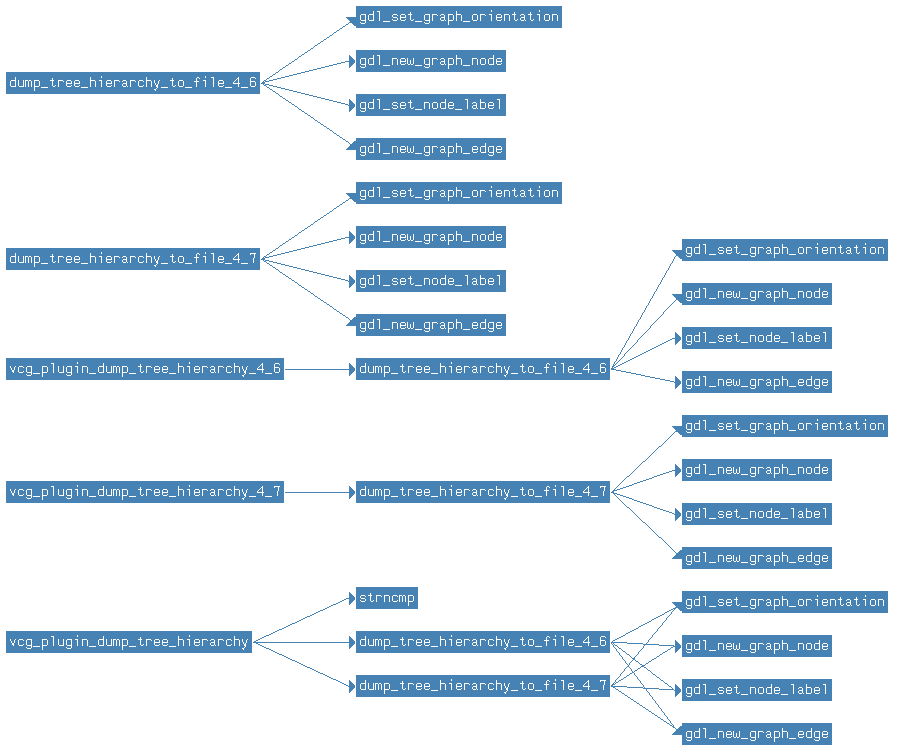 gdl_set_graph_orientation
gdl_new_graph_node
dump_tree_hierarchy_to_file_4_6
gdl_set_node_label
gdl_new_graph_edge
gdl_set_graph_orientation
gdl_new_graph_node
dump_tree_hierarchy_to_file_4_7
gdl_set_node_label
gdl_new_graph_edge
gdl_set_graph_orientation
gdl_new_graph_node
gdl_set_node_label
vcg_plugin_dump_tree_hierarchy_4_6
dump_tree_hierarchy_to_file_4_6
gdl_new_graph_edge
gdl_set_graph_orientation
gdl_new_graph_node
vcg_plugin_dump_tree_hierarchy_4_7
dump_tree_hierarchy_to_file_4_7
gdl_set_node_label
gdl_new_graph_edge
strncmp
gdl_set_graph_orientation
vcg_plugin_dump_tree_hierarchy
dump_tree_hierarchy_to_file_4_6
gdl_new_graph_node
dump_tree_hierarchy_to_file_4_7
gdl_set_node_label
gdl_new_graph_edge